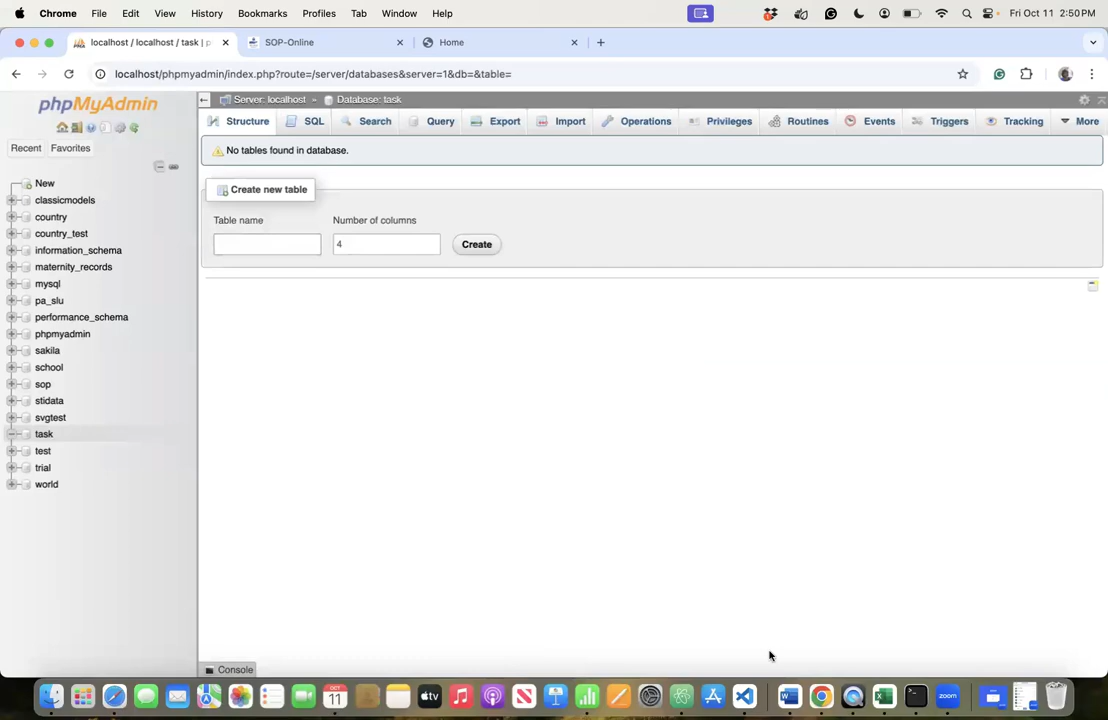 Chrome File Edit View History Bookmarks Profiles Tab Window Help Fri Oct 11 2:50PM
localhost / localhost / task | p SOP-Online Home
localhost/phpmyadmin/index.php?route=/server/databases&server=1&db=&table=
phpMyAdmin
Recent Favorites
New
classicmodels
country
country_test
information_schema
maternity_records
mysql
pa_slu
performance_schema
phpmyadmin
sakila
school
sop
stidata
svgtest
task
test
trial
world
Server: localhost » Database: task
Structure SQL Search Query Export Import Operations Privileges Routines Events Triggers Tracking More
No tables found in database.
Create new table
Table name Number of columns
4 Create
Console
OCT
11
tv
zoom